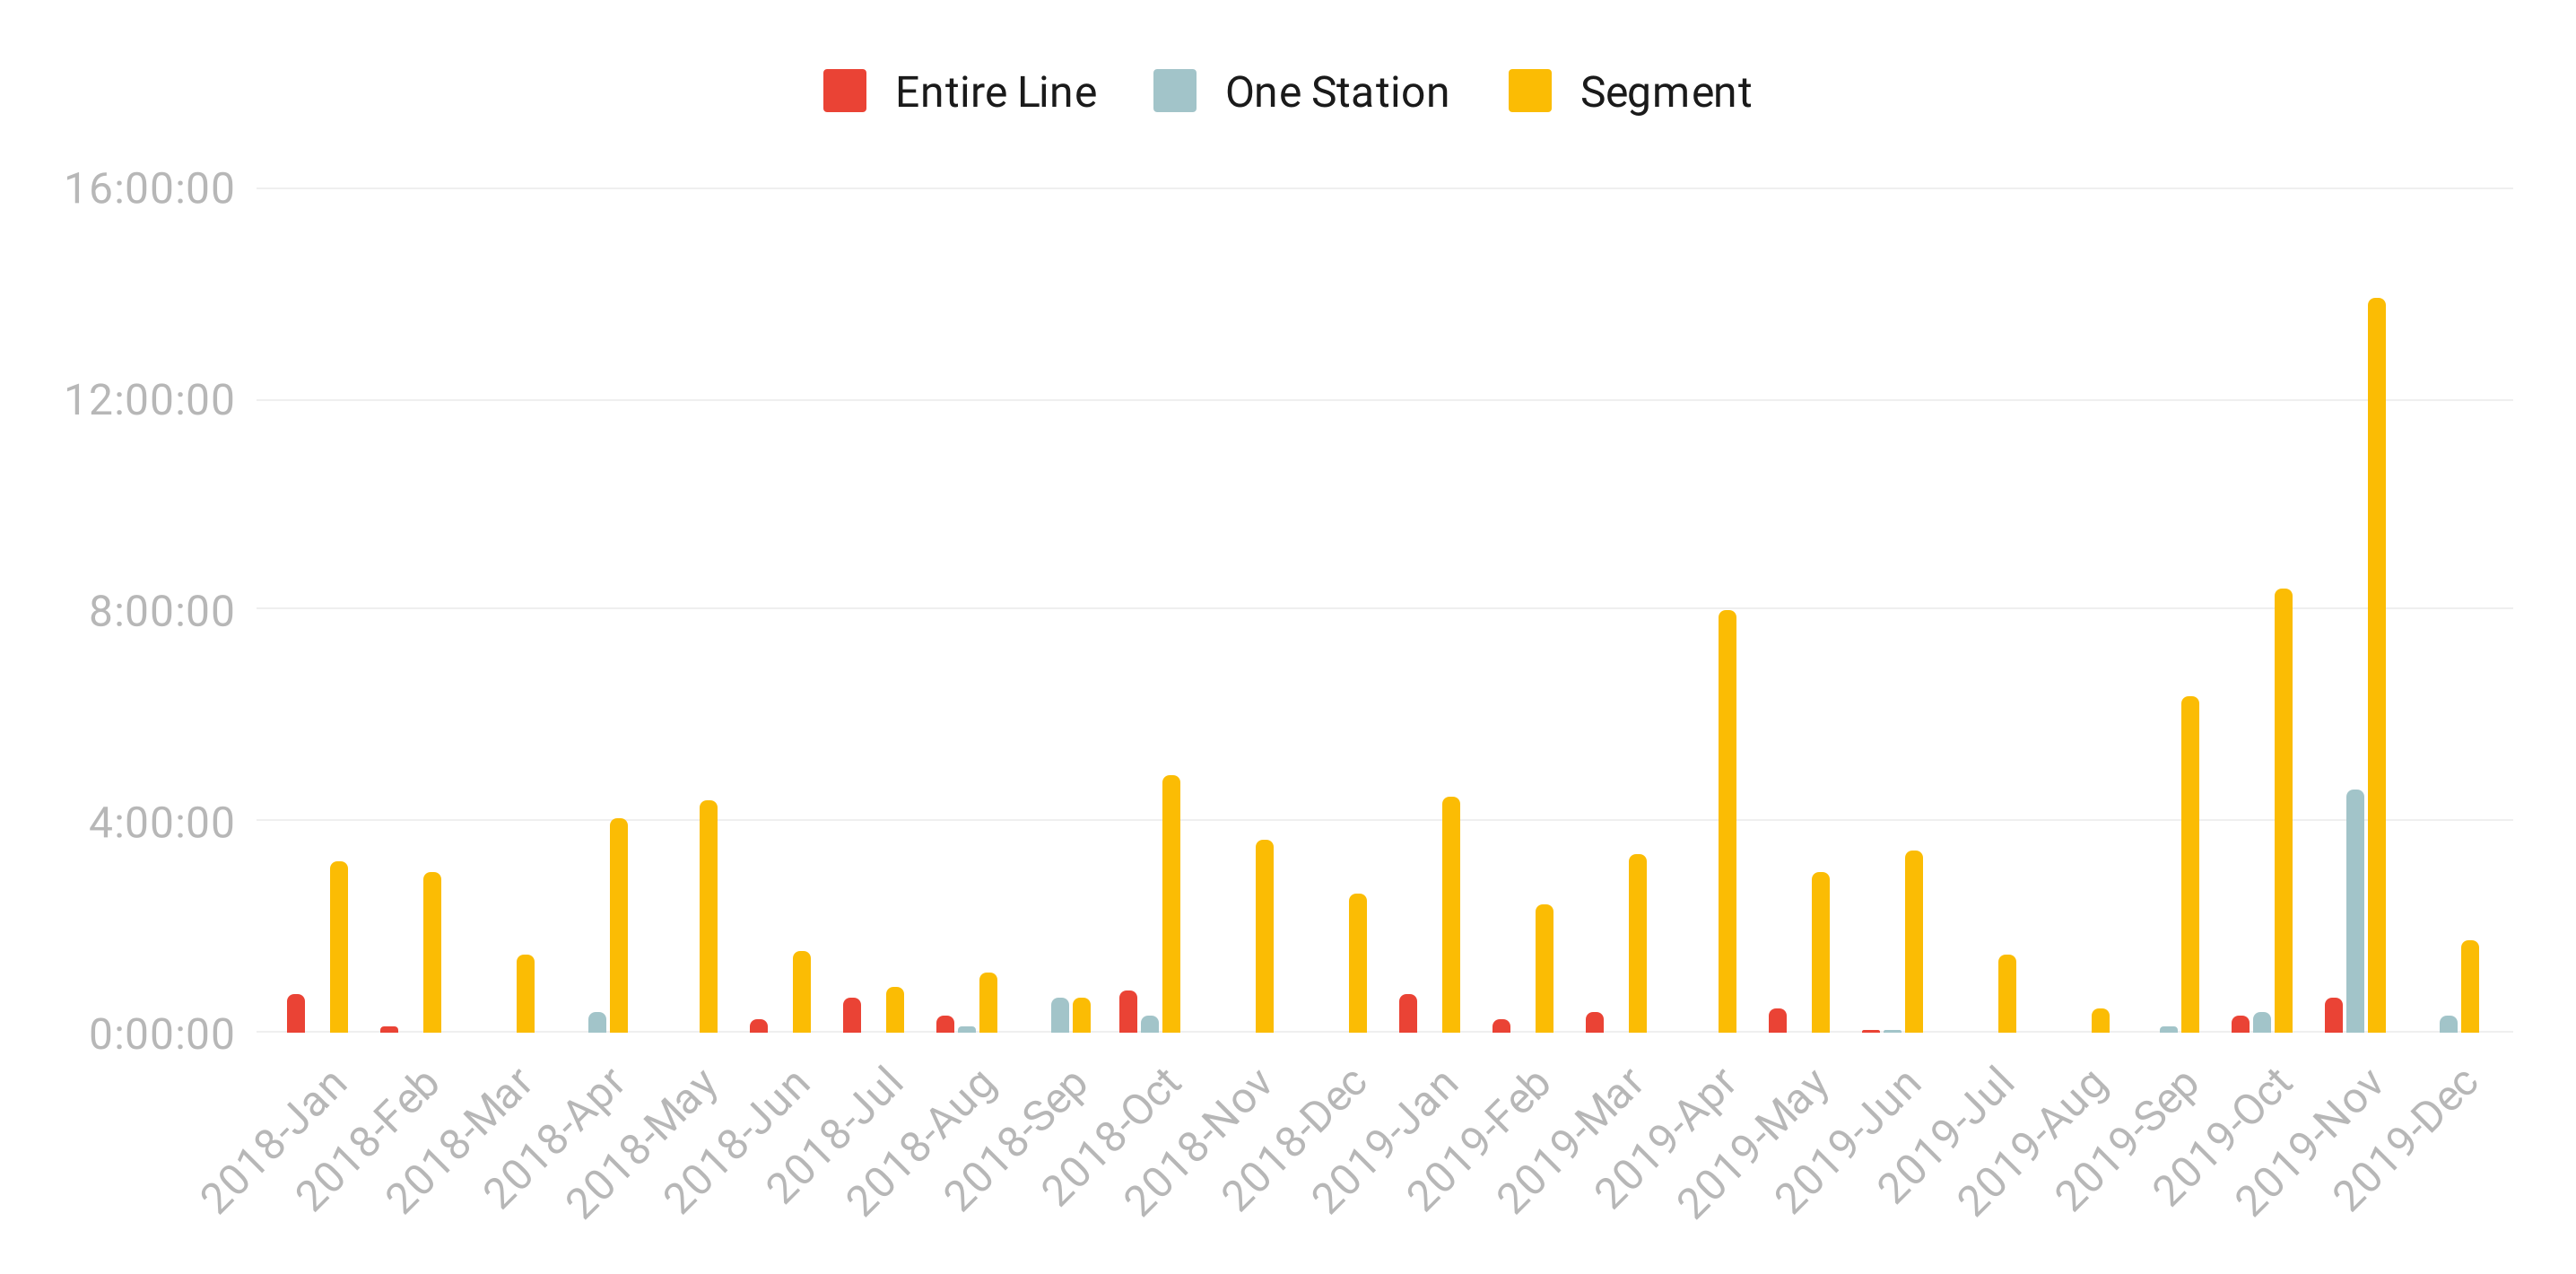 Entire Line One Station Segment
16:00:00
12:00:00
8:00:00
4:00:00
0:00:00
2018-Jan
2018-Feb
2018-Mar
2018-Apr
2018-May
2018-Jun
2018-Jul
2018-Aug
2018-Sep
2018-Oct
2018-Nov
2018-Dec
2019-Jan
2019-Feb
2019-Mar
2019-Apr
2019-May
2019-Jun
2019-Jul
2019-Aug
2019-Sep
2019-Oct
2019-Nov
2019-Dec